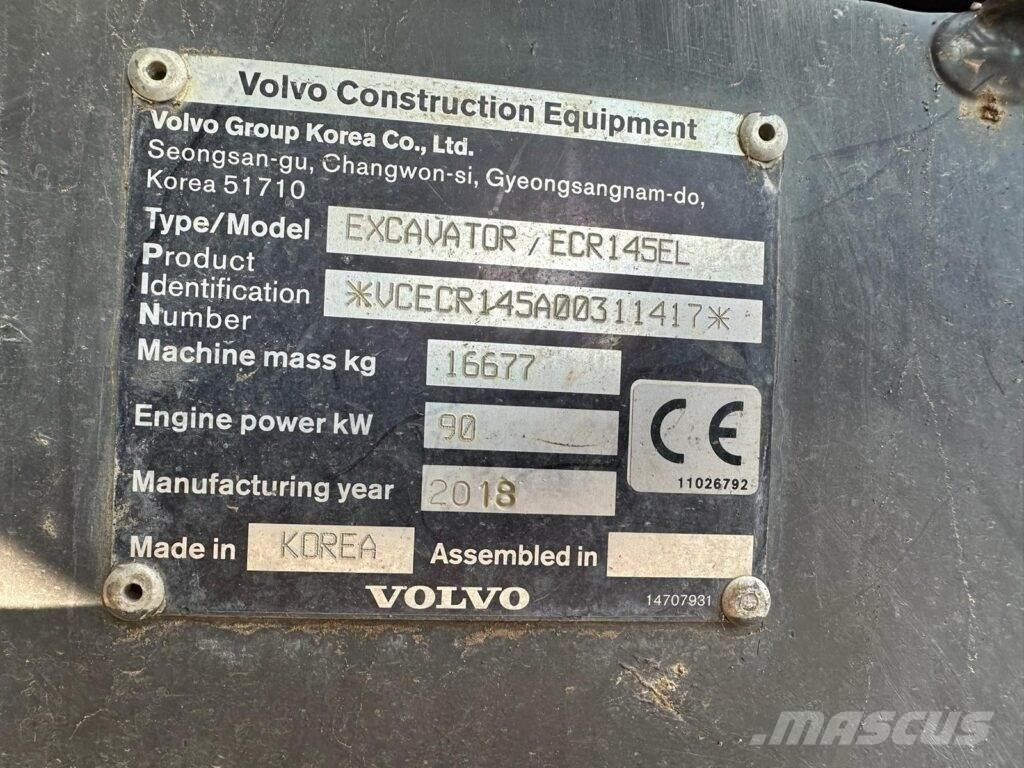 Volvo Construction Equipment
Volvo Group Korea Co., Ltd.
Seongsan-gu, Changwon-si, Gyeongsangnam-do,
Korea 51710
Type/Model EXCAVATOR / ECR145EL
Product
Identification *VCECR145A00311417*
Number
Machine mass kg 16677
Engine power kW 90
CE
11026792
Manufacturing year 2018
Made in KOREA Assembled in
VOLVO 14707931
MASCUS